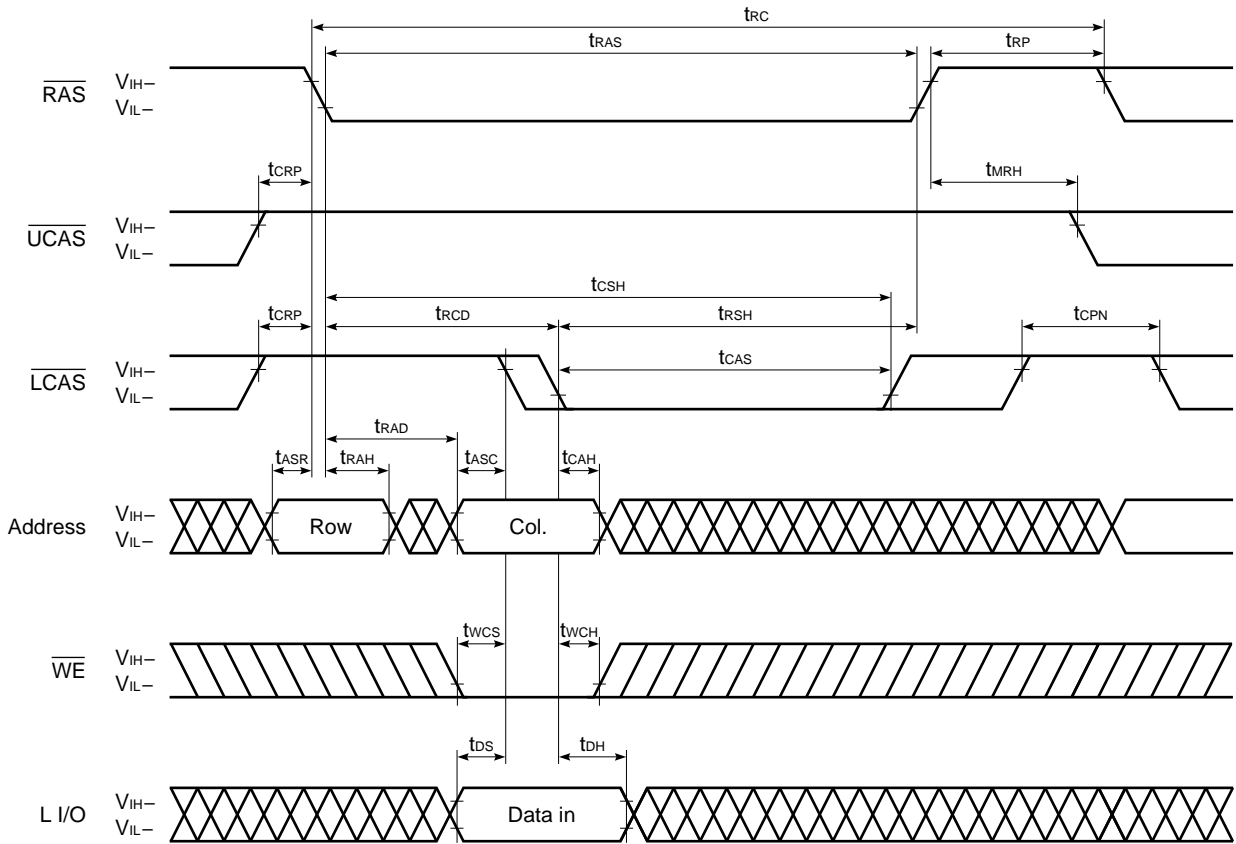 tRC
tRAS
tRP
RAS
VIH–
VIL–
tCRP
tMRH
UCAS
VIH–
VIL–
tCSH
tCRP
tRCD
tRSH
tCPN
tCAS
LCAS
VIH–
VIL–
tRAD
tASR
tRAH
tASC
tCAH
Address
VIH–
VIL–
Row
Col.
tWCS
tWCH
WE
VIH–
VIL–
tDS
tDH
L I/O
VIH–
VIL–
Data in